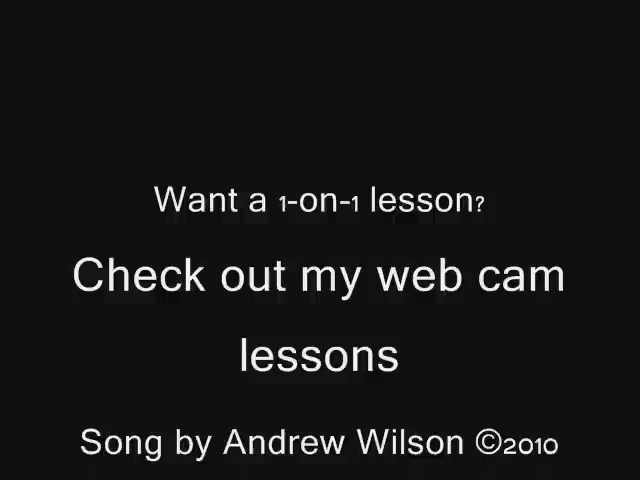 Want a 1-on-1 lesson?
Check out my web cam
lessons
Song by Andrew Wilson ©2010